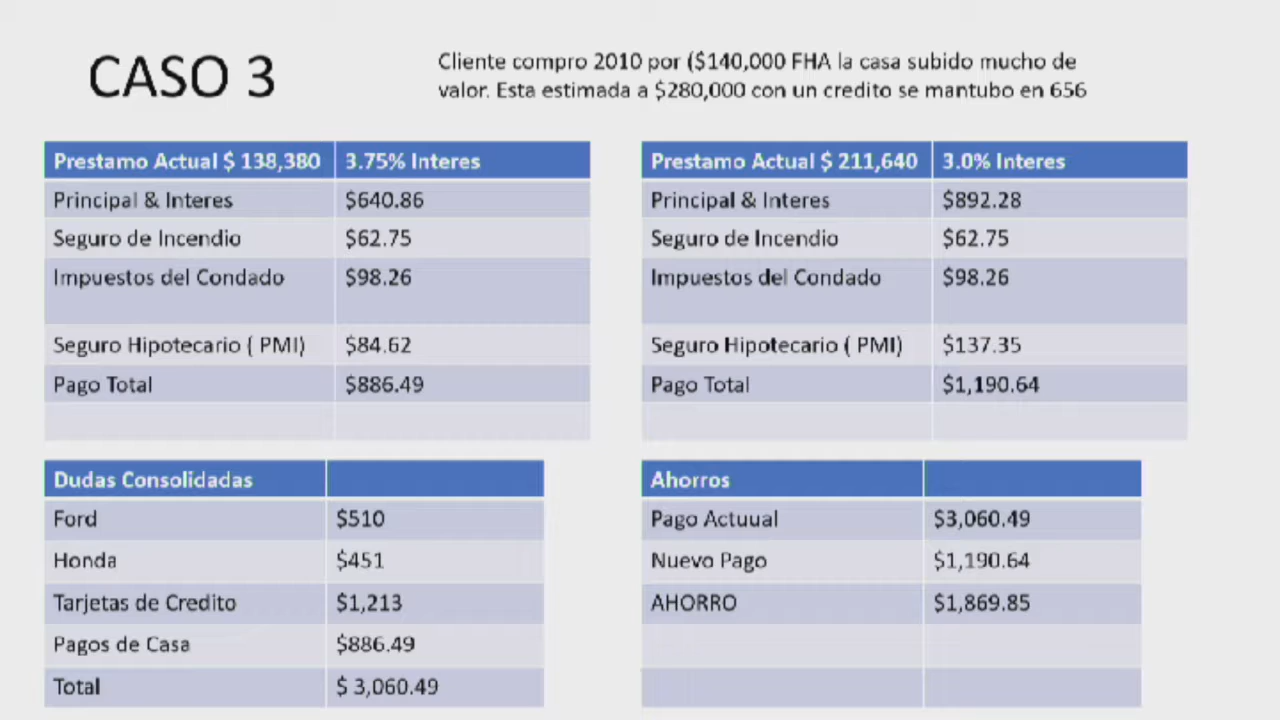 CASO 3
Cliente compro 2010 por ($140,000 FHA la casa subido mucho de
valor. Esta estimada a $280,000 con un credito se mantubo en 656
Prestamo Actual $ 138,380 3.75% Interes
Principal & Interes $640.86
Seguro de Incendio $62.75
Impuestos del Condado $98.26
Seguro Hipotecario ( PMI) $84.62
Pago Total $886.49
Prestamo Actual $ 211,640 3.0% Interes
Principal & Interes $892.28
Seguro de Incendio $62.75
Impuestos del Condado $98.26
Seguro Hipotecario ( PMI) $137.35
Pago Total $1,190.64
Dudas Consolidadas
Ford $510
Honda $451
Tarjetas de Credito $1,213
Pagos de Casa $886.49
Total $ 3,060.49
Ahorros
Pago Actuual $3,060.49
Nuevo Pago $1,190.64
AHORRO $1,869.85